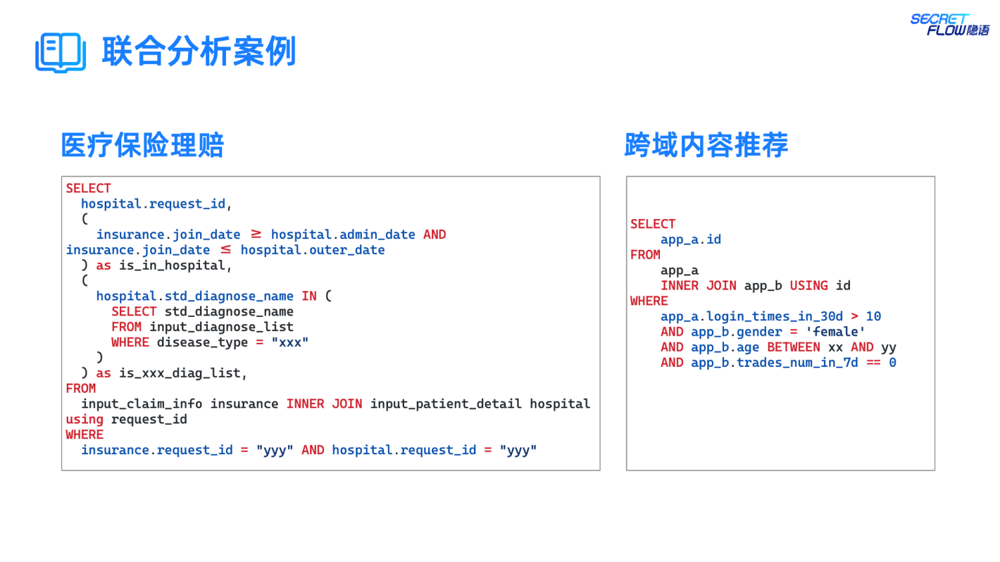 SECRET
FLOW隐语
联合分析案例
医疗保险理赔
SELECT
hospital.request_id,
(
insurance.join_date ≥ hospital.admin_date AND
insurance.join_date ≤ hospital.outer_date
) as is_in_hospital,
(
hospital.std_diagnose_name IN (
SELECT std_diagnose_name
FROM input_diagnose_list
WHERE disease_type = "xxx"
)
) as is_xxx_diag_list,
FROM
input_claim_info insurance INNER JOIN input_patient_detail hospital
using request_id
WHERE
insurance.request_id = "yyy" AND hospital.request_id = "yyy"
跨域内容推荐
SELECT
app_a.id
FROM
app_a
INNER JOIN app_b USING id
WHERE
app_a.login_times_in_30d > 10
AND app_b.gender = 'female'
AND app_b.age BETWEEN xx AND yy
AND app_b.trades_num_in_7d == 0